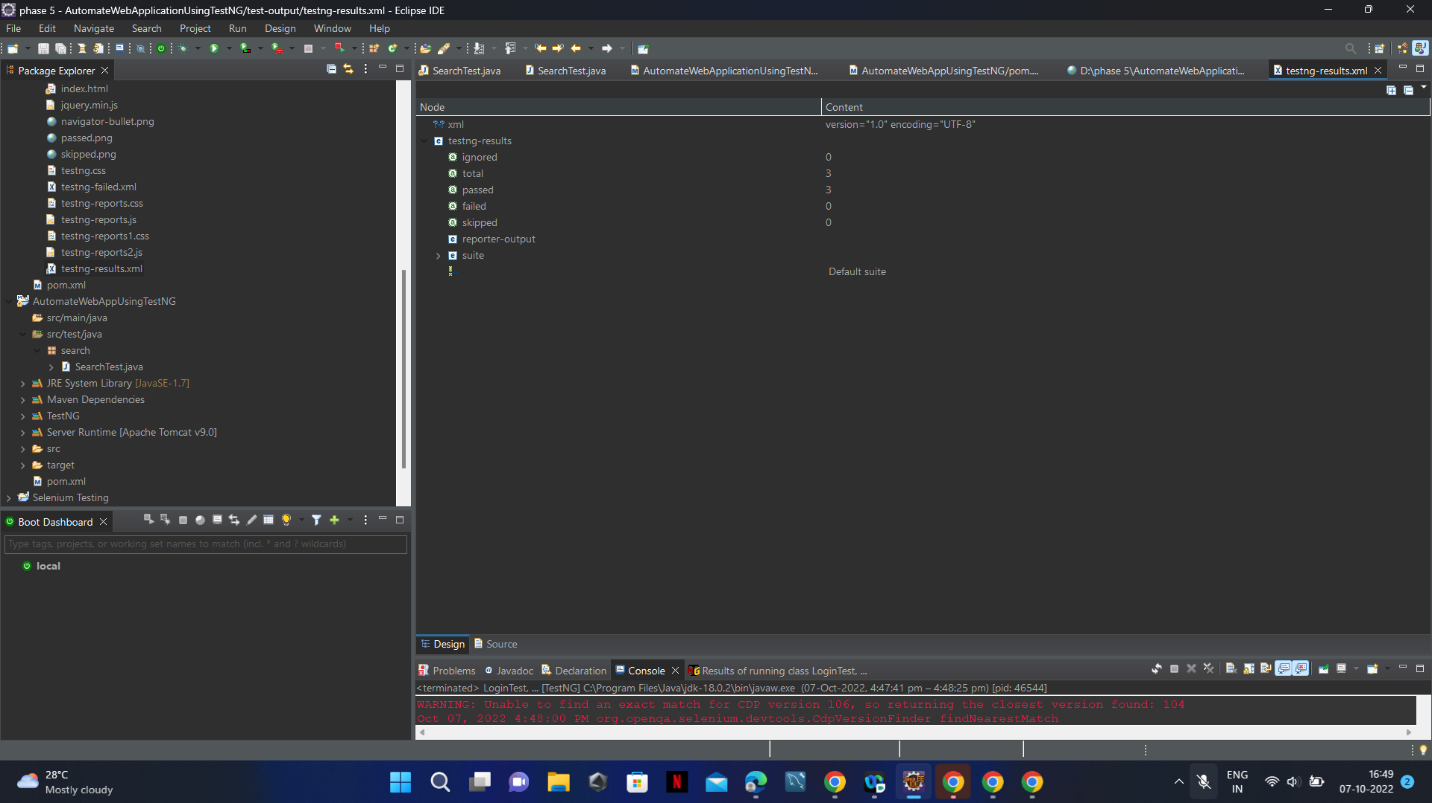 phase 5 - AutomateWebApplicationUsingTestNG/test-output/testng-results.xml - Eclipse IDE
File Edit Navigate Search Project Run Design Window Help
Package Explorer
index.html
jquery.min.js
navigator-bullet.png
passed.png
skipped.png
testng.css
testng-failed.xml
testng-reports.css
testng-reports.js
testng-reports1.css
testng-reports2.js
testng-results.xml
pom.xml
AutomateWebAppUsingTestNG
src/main/java
src/test/java
search
SearchTest.java
JRE System Library [JavaSE-1.7]
Maven Dependencies
TestNG
Server Runtime [Apache Tomcat v9.0]
src
target
pom.xml
Selenium Testing
Boot Dashboard
Type tags, projects, or working set names to match (incl. * and ? wildcards)
local
SearchTest.java SearchTest.java AutomateWebApplicationUsingTestN... AutomateWebAppUsingTestNG/pom.... D:\phase 5\AutomateWebApplicati... testng-results.xml
Node Content
xml version="1.0" encoding="UTF-8"
testng-results
ignored 0
total 3
passed 3
failed 0
skipped 0
reporter-output
suite
Default suite
Design Source
Problems Javadoc Declaration Console Results of running class LoginTest, ...
<terminated> LoginTest, ... [TestNG] C:\Program Files\Java\jdk-18.0.2\bin\javaw.exe (07-Oct-2022, 4:47:41 pm – 4:48:25 pm) [pid: 46544]
WARNING: Unable to find an exact match for CDP version 106, so returning the closest version found: 104
Oct 07, 2022 4:48:00 PM org.openqa.selenium.devtools.CdpVersionFinder findNearestMatch
28°C
Mostly cloudy
ENG
IN
16:49
07-10-2022
2